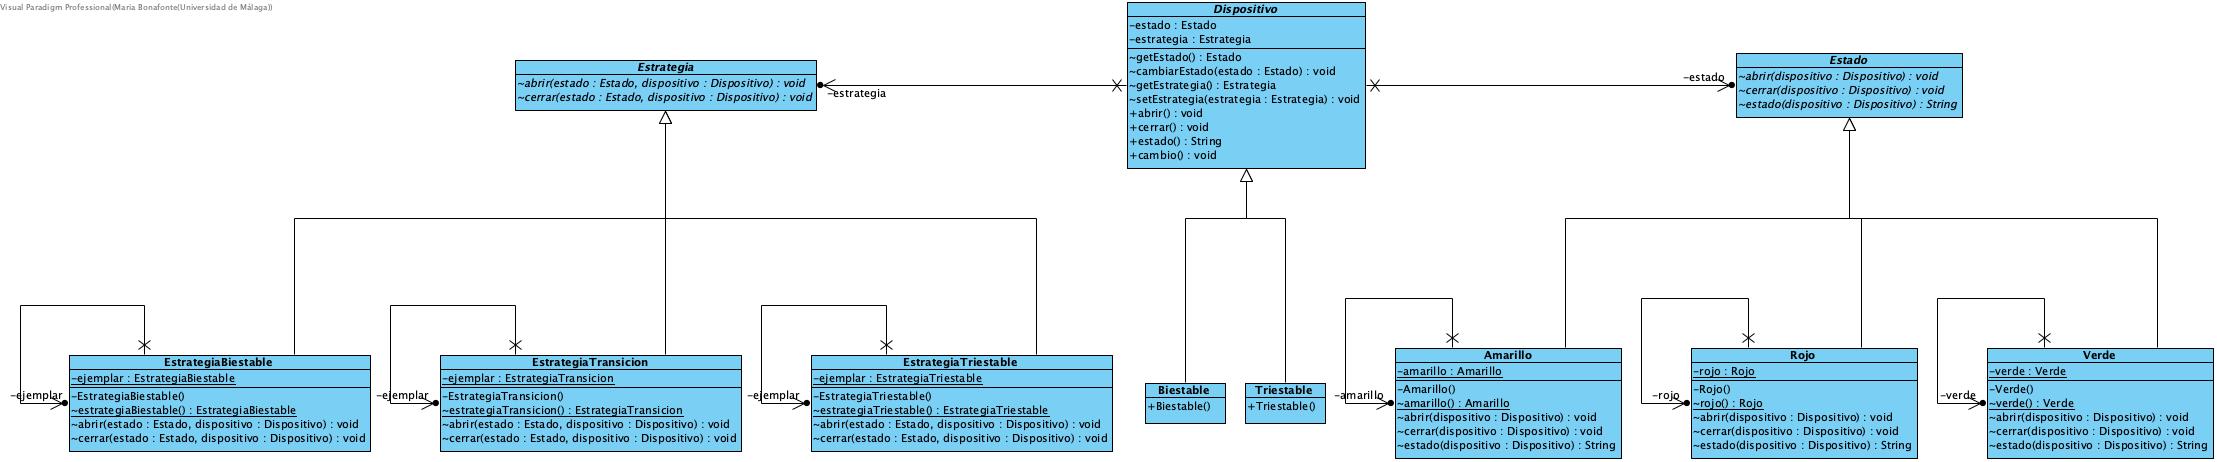 Visual Paradigm Professional(Maria Bonafonte(Universidad de Málaga))
Dispositivo
-estado : Estado
-estrategia : Estrategia
~getEstado() : Estado
~cambiarEstado(estado : Estado) : void
~getEstrategia() : Estrategia
~setEstrategia(estrategia : Estrategia) : void
+abrir() : void
+cerrar() : void
+estado() : String
+cambio() : void
Estrategia
~abrir(estado : Estado, dispositivo : Dispositivo) : void
~cerrar(estado : Estado, dispositivo : Dispositivo) : void
-estrategia
-estado
Estado
~abrir(dispositivo : Dispositivo) : void
~cerrar(dispositivo : Dispositivo) : void
~estado(dispositivo : Dispositivo) : String
-ejemplar
EstrategiaBiestable
-ejemplar : EstrategiaBiestable
-EstrategiaBiestable()
~estrategiaBiestable() : EstrategiaBiestable
~abrir(estado : Estado, dispositivo : Dispositivo) : void
~cerrar(estado : Estado, dispositivo : Dispositivo) : void
-ejemplar
EstrategiaTransicion
-ejemplar : EstrategiaTransicion
-EstrategiaTransicion()
~estrategiaTransicion() : EstrategiaTransicion
~abrir(estado : Estado, dispositivo : Dispositivo) : void
~cerrar(estado : Estado, dispositivo : Dispositivo) : void
-ejemplar
EstrategiaTriestable
-ejemplar : EstrategiaTriestable
-EstrategiaTriestable()
~estrategiaTriestable() : EstrategiaTriestable
~abrir(estado : Estado, dispositivo : Dispositivo) : void
~cerrar(estado : Estado, dispositivo : Dispositivo) : void
Biestable
+Biestable()
Triestable
+Triestable()
-amarillo
Amarillo
-amarillo : Amarillo
-Amarillo()
~amarillo() : Amarillo
~abrir(dispositivo : Dispositivo) : void
~cerrar(dispositivo : Dispositivo) : void
~estado(dispositivo : Dispositivo) : String
-rojo
Rojo
-rojo : Rojo
-Rojo()
~rojo() : Rojo
~abrir(dispositivo : Dispositivo) : void
~cerrar(dispositivo : Dispositivo) : void
~estado(dispositivo : Dispositivo) : String
-verde
Verde
-verde : Verde
-Verde()
~verde() : Verde
~abrir(dispositivo : Dispositivo) : void
~cerrar(dispositivo : Dispositivo) : void
~estado(dispositivo : Dispositivo) : String